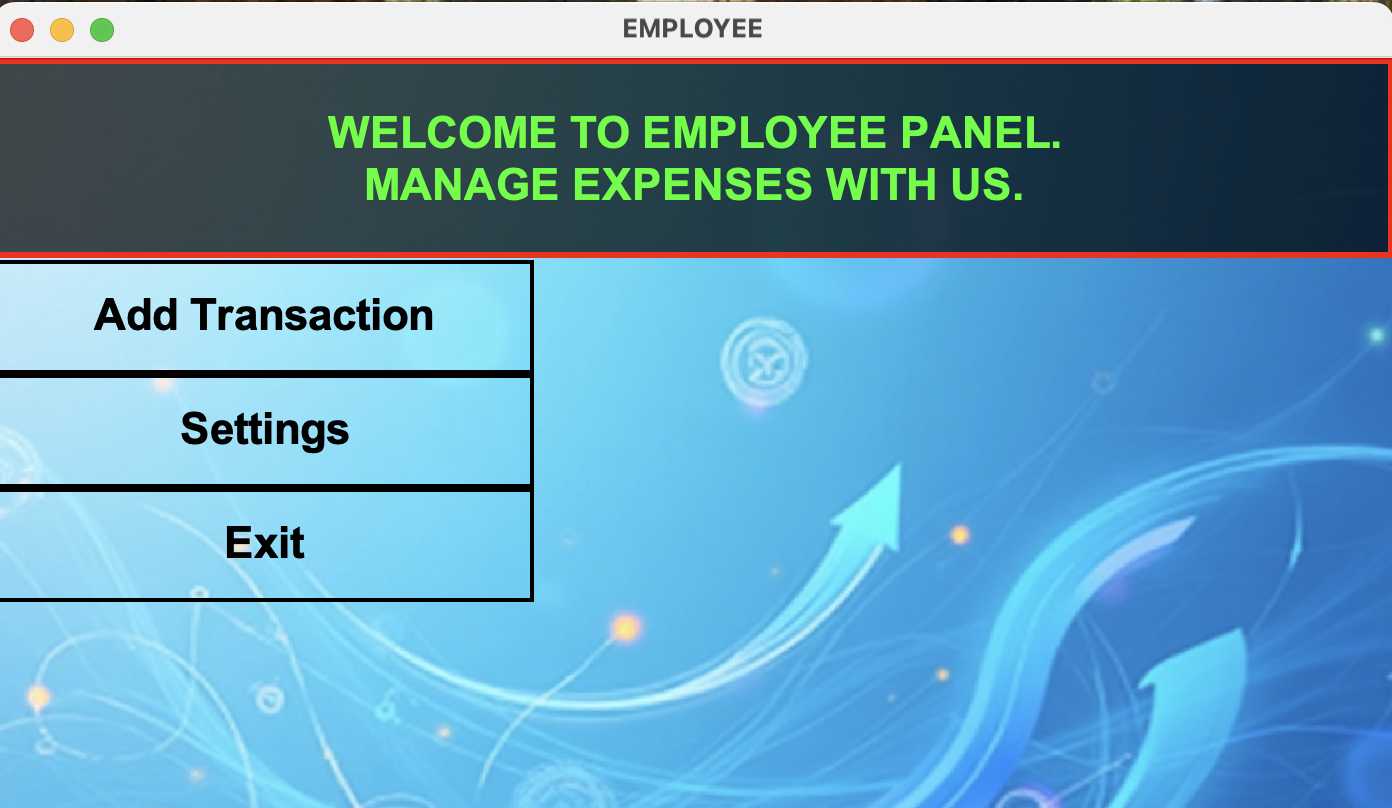 EMPLOYEE
WELCOME TO EMPLOYEE PANEL.
MANAGE EXPENSES WITH US.
Add Transaction
Settings
Exit